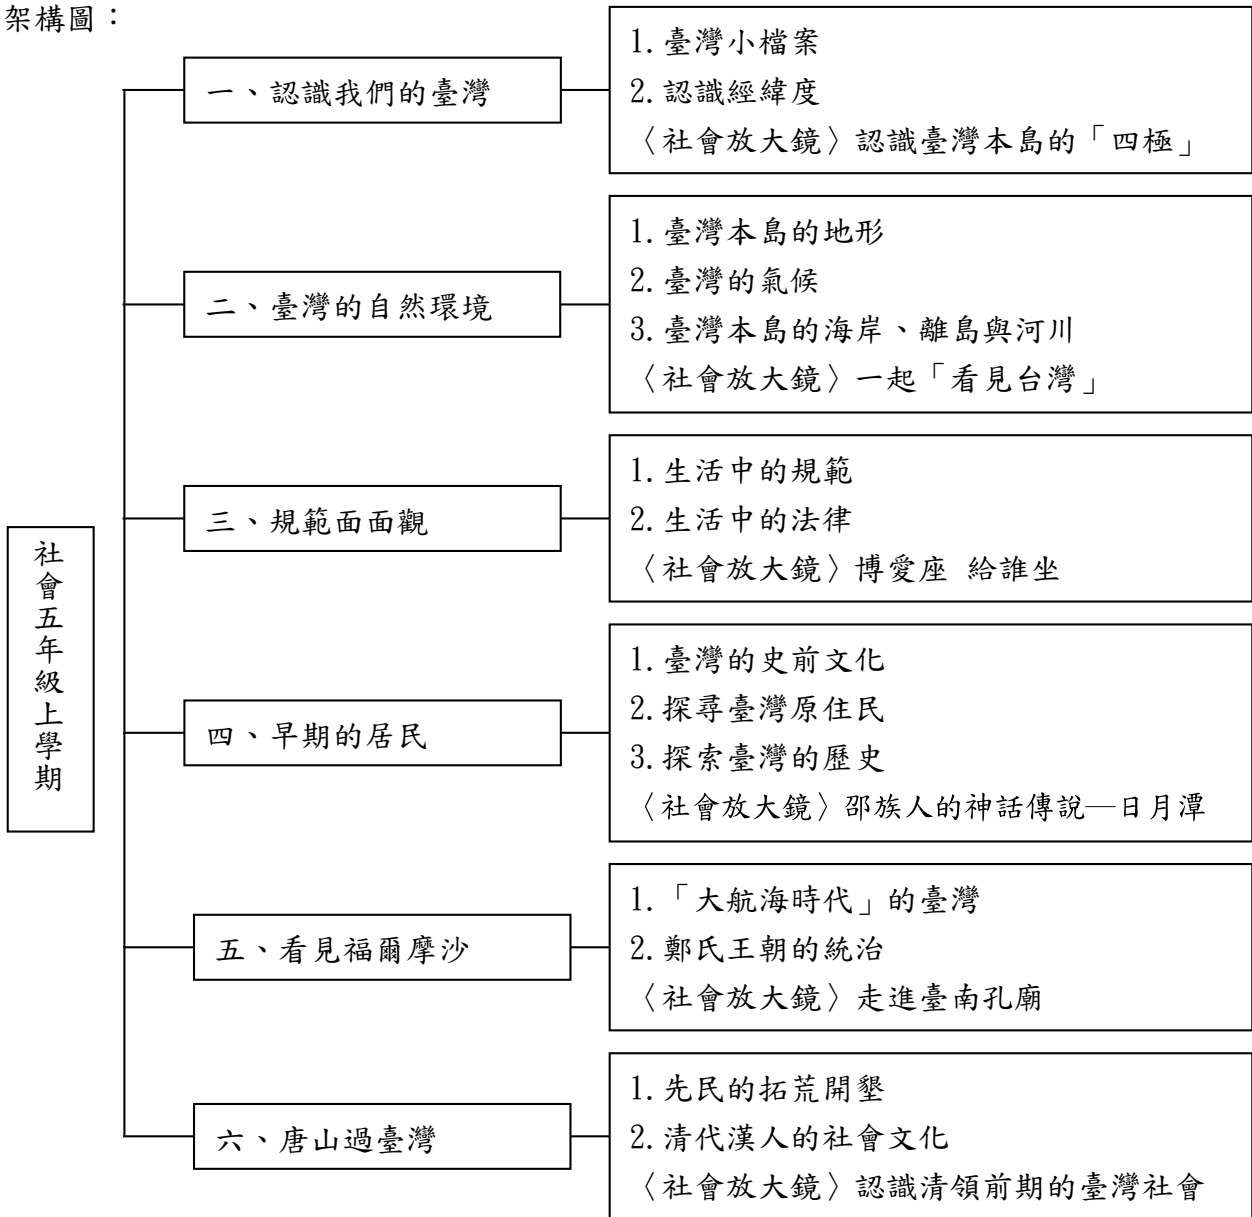 架構圖：
社會五年級上學期
一、認識我們的臺灣
1.臺灣小檔案
2.認識經緯度
〈社會放大鏡〉認識臺灣本島的「四極」
二、臺灣的自然環境
1.臺灣本島的地形
2.臺灣的氣候
3.臺灣本島的海岸、離島與河川
〈社會放大鏡〉一起「看見台灣」
三、規範面面觀
1.生活中的規範
2.生活中的法律
〈社會放大鏡〉博愛座 給誰坐
四、早期的居民
1.臺灣的史前文化
2.探尋臺灣原住民
3.探索臺灣的歷史
〈社會放大鏡〉邵族人的神話傳說─日月潭
五、看見福爾摩沙
1.「大航海時代」的臺灣
2.鄭氏王朝的統治
〈社會放大鏡〉走進臺南孔廟
六、唐山過臺灣
1.先民的拓荒開墾
2.清代漢人的社會文化
〈社會放大鏡〉認識清領前期的臺灣社會